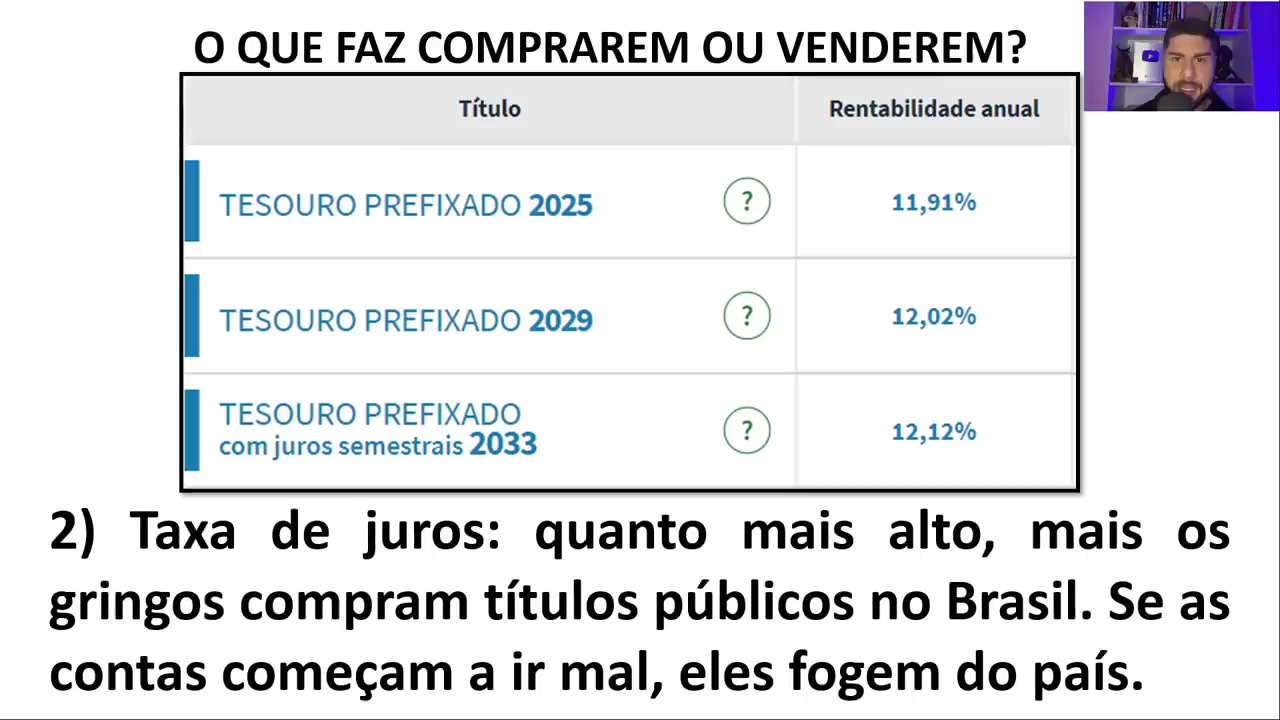 O QUE FAZ COMPRAREM OU VENDEREM?
Título
Rentabilidade anual
TESOURO PREFIXADO 2025
?
11,91%
TESOURO PREFIXADO 2029
?
12,02%
TESOURO PREFIXADO
com juros semestrais 2033
?
12,12%
2) Taxa de juros: quanto mais alto, mais os
gringos compram títulos públicos no Brasil. Se as
contas começam a ir mal, eles fogem do país.